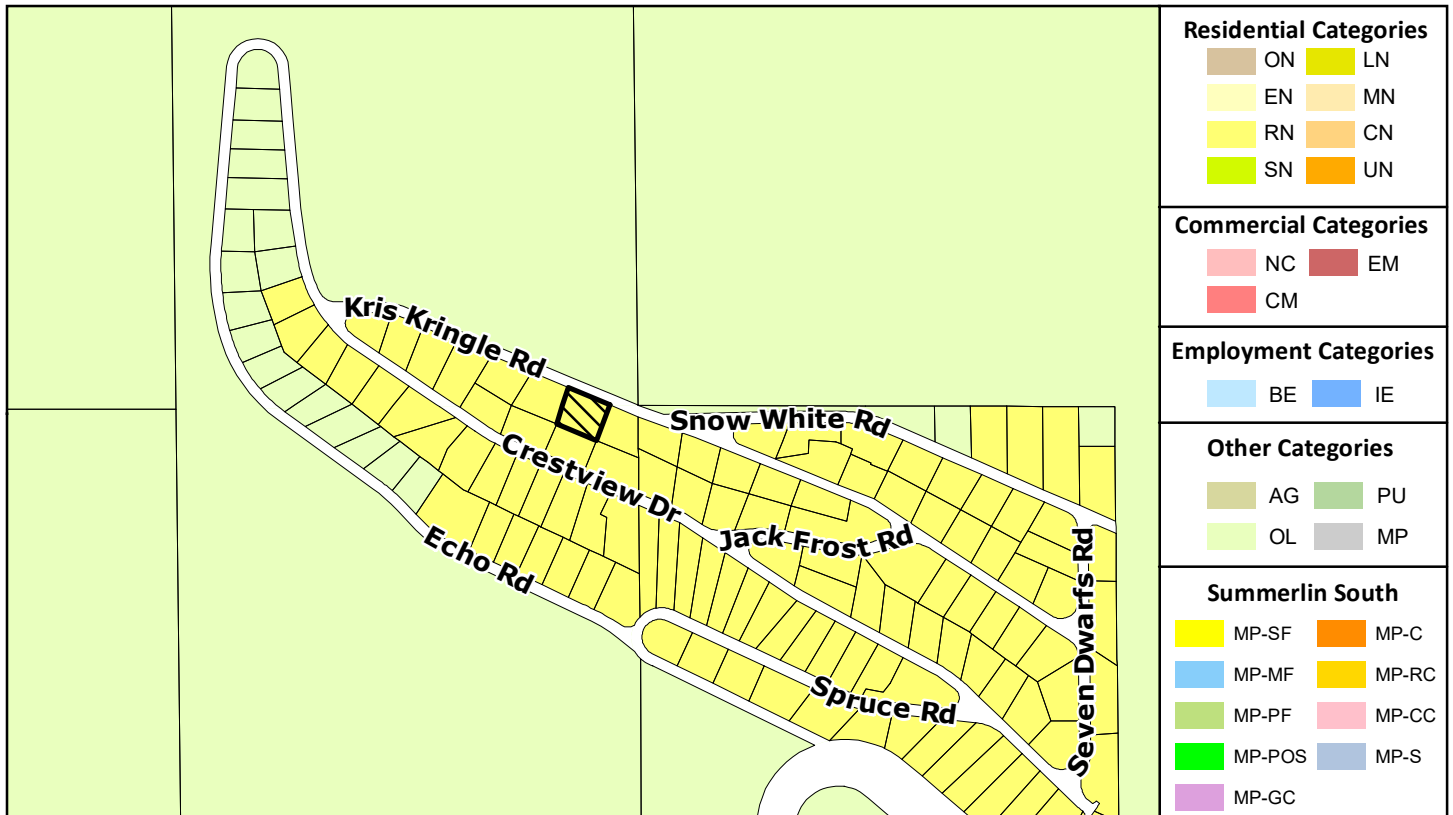 Kris Kringle Rd
Snow White Rd
Crestview Dr
Jack Frost Rd
Echo Rd
Seven Dwarfs Rd
Spruce Rd
Residential Categories
ON LN
EN MN
RN CN
SN UN
Commercial Categories
NC EM
CM
Employment Categories
BE IE
Other Categories
AG PU
OL MP
Summerlin South
MP-SF MP-C
MP-MF MP-RC
MP-PF MP-CC
MP-POS MP-S
MP-GC